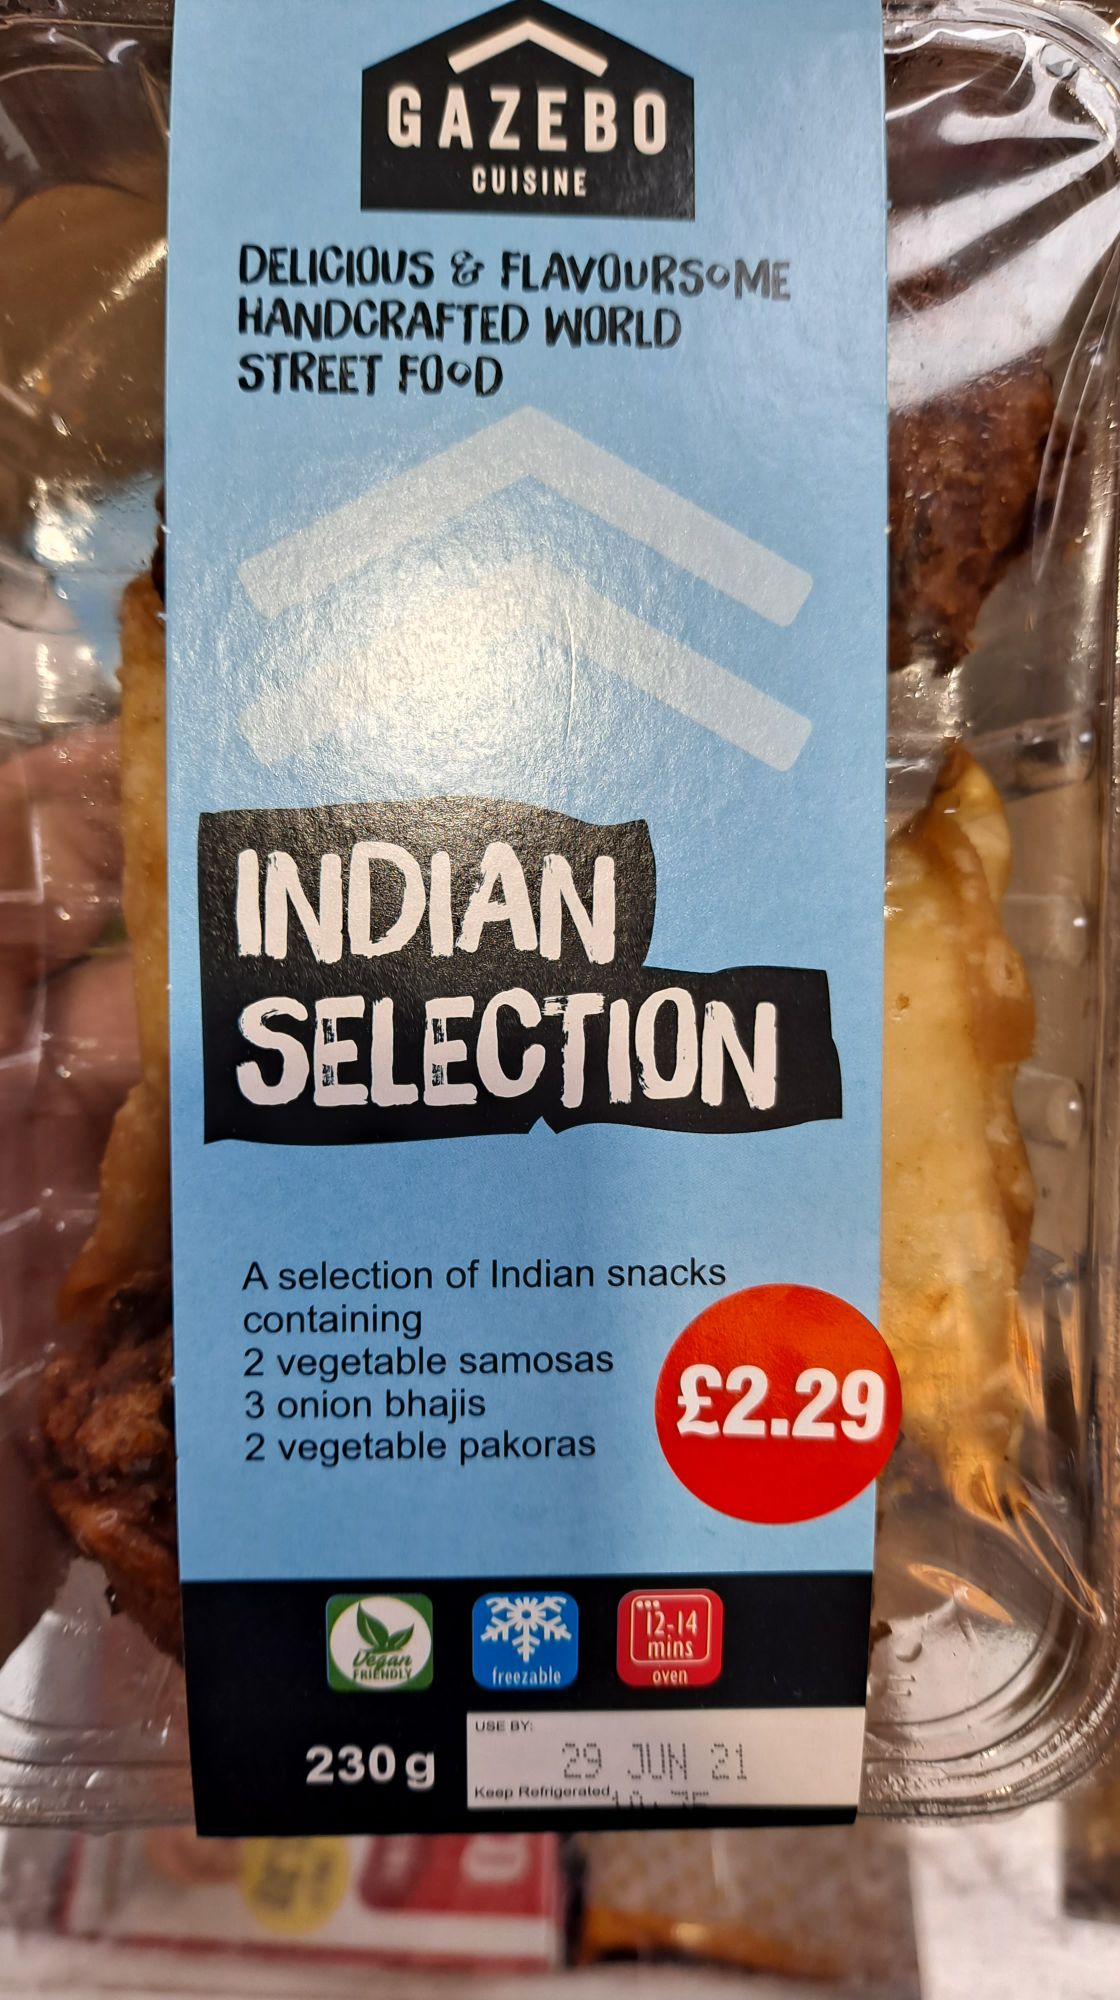 GAZEBO
CUISINE
DELICIOUS & FLAVOURSOME
HANDCRAFTED WORLD
STREET FOOD
INDIAN
SELECTION
A selection of Indian snacks
containing
2 vegetable samosas
3 onion bhajis
2 vegetable pakoras
£2.29
Vegan
FRIENDLY
freezable
12-14
mins
oven
230g
USE BY:
29 JUN 21
Keep Refrigerated